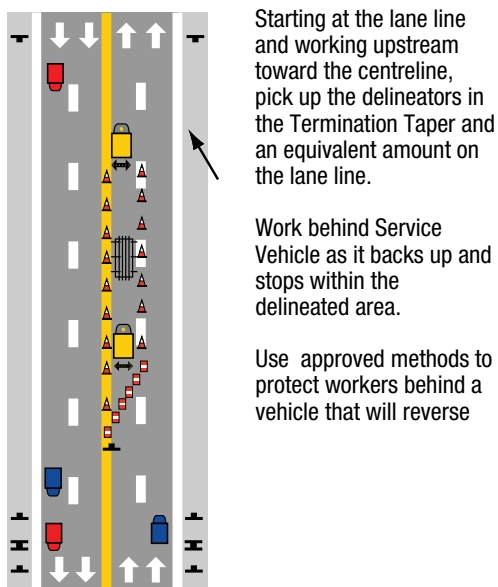 Starting at the lane line
and working upstream
toward the centreline,
pick up the delineators in
the Termination Taper and
an equivalent amount on
the lane line.
Work behind Service
Vehicle as it backs up and
stops within the
delineated area.
Use approved methods to
protect workers behind a
vehicle that will reverse